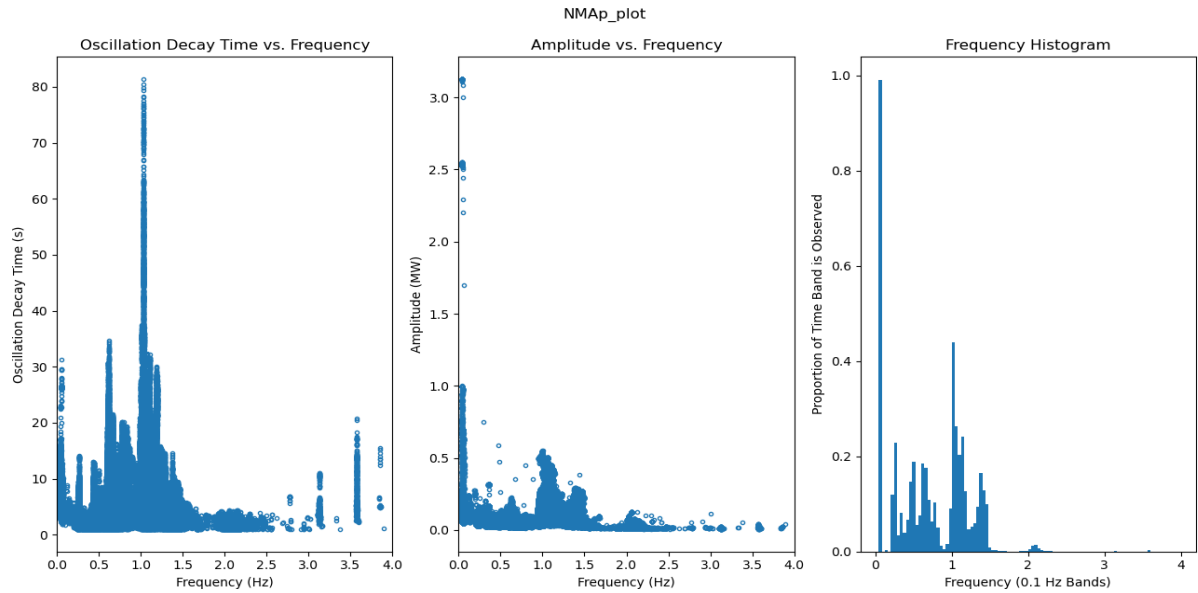 NMAp_plot
Oscillation Decay Time vs. Frequency
Oscillation Decay Time (s)
80
70
60
50
40
30
20
10
0
0.0 0.5 1.0 1.5 2.0 2.5 3.0 3.5 4.0
Frequency (Hz)
Amplitude vs. Frequency
Amplitude (MW)
3.0
2.5
2.0
1.5
1.0
0.5
0.0
0.0 0.5 1.0 1.5 2.0 2.5 3.0 3.5 4.0
Frequency (Hz)
Frequency Histogram
Proportion of Time Band is Observed
1.0
0.8
0.6
0.4
0.2
0.0
0 1 2 3 4
Frequency (0.1 Hz Bands)